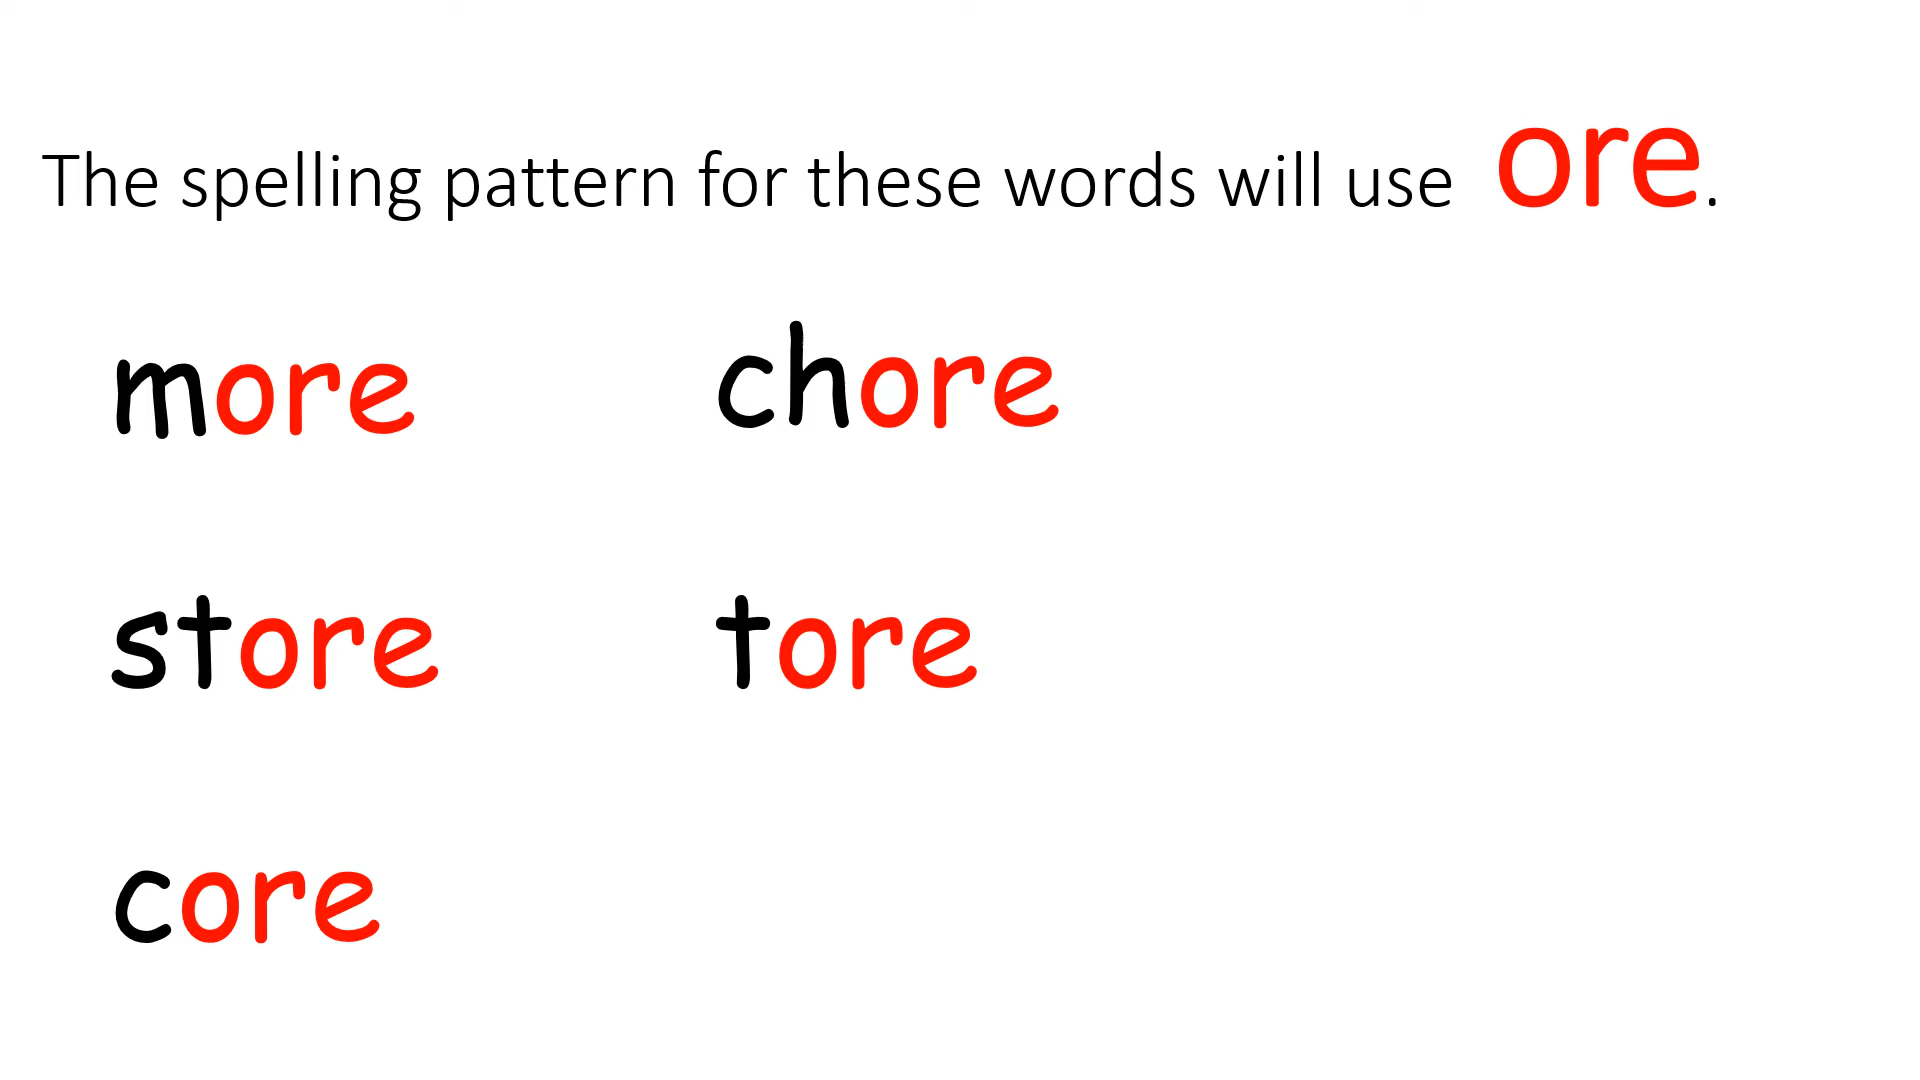 The spelling pattern for these words will use ore.
more chore
store tore
core